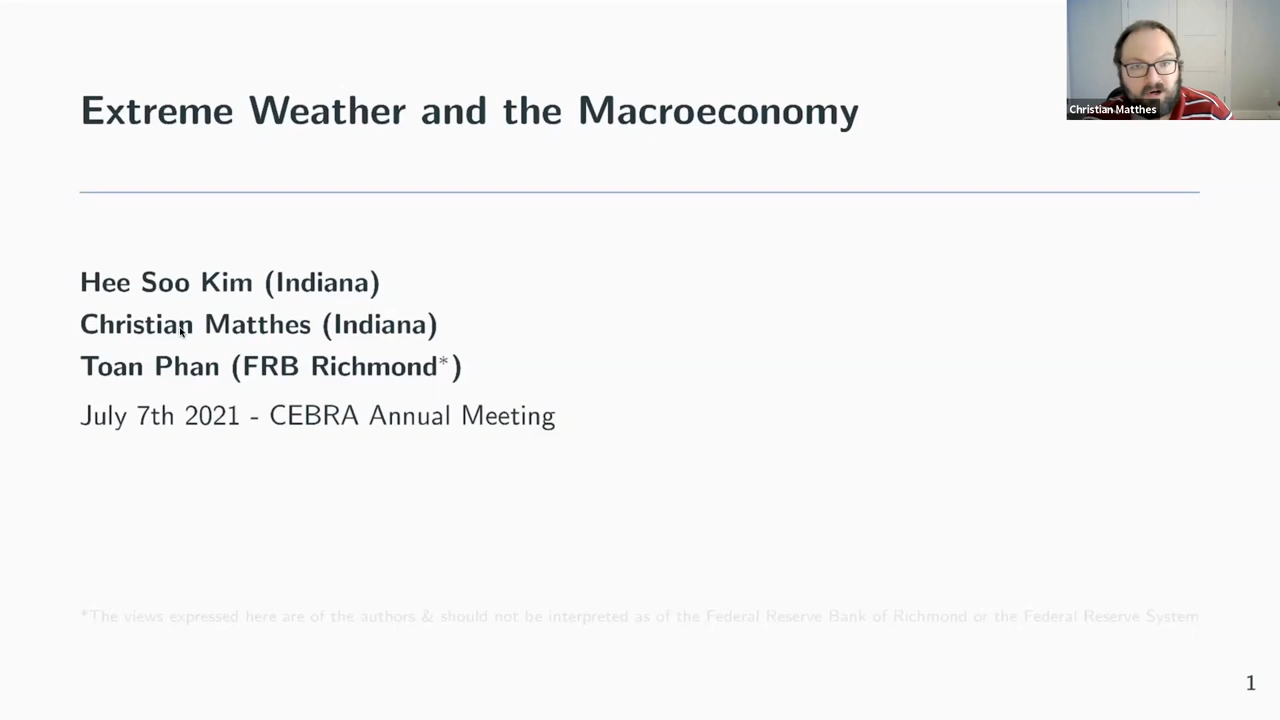 Extreme Weather and the Macroeconomy
Christian Matthes
Hee Soo Kim (Indiana)
Christian Matthes (Indiana)
Toan Phan (FRB Richmond*)
July 7th 2021 - CEBRA Annual Meeting
*The views expressed here are of the authors & should not be interpreted as of the Federal Reserve Bank of Richmond or the Federal Reserve System
1